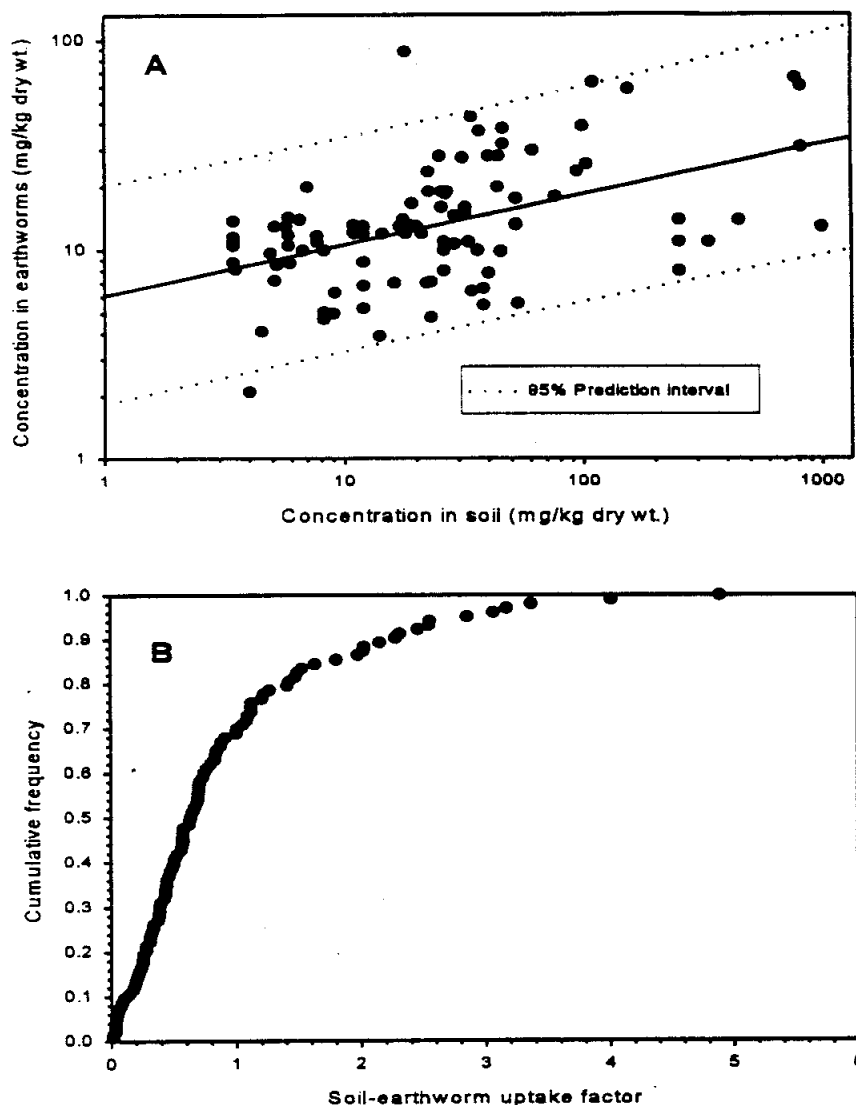 100
A
10
1
Concentration in earthworms (mg/kg dry wt.)
95% Prediction interval
1 10 100 1000
Concentration in soil (mg/kg dry wt.)
1.0
0.9
B
0.8
0.7
0.6
0.5
0.4
0.3
0.2
0.1
0.0
Cumulative frequency
0 1 2 3 4 5 6
Soil-earthworm uptake factor